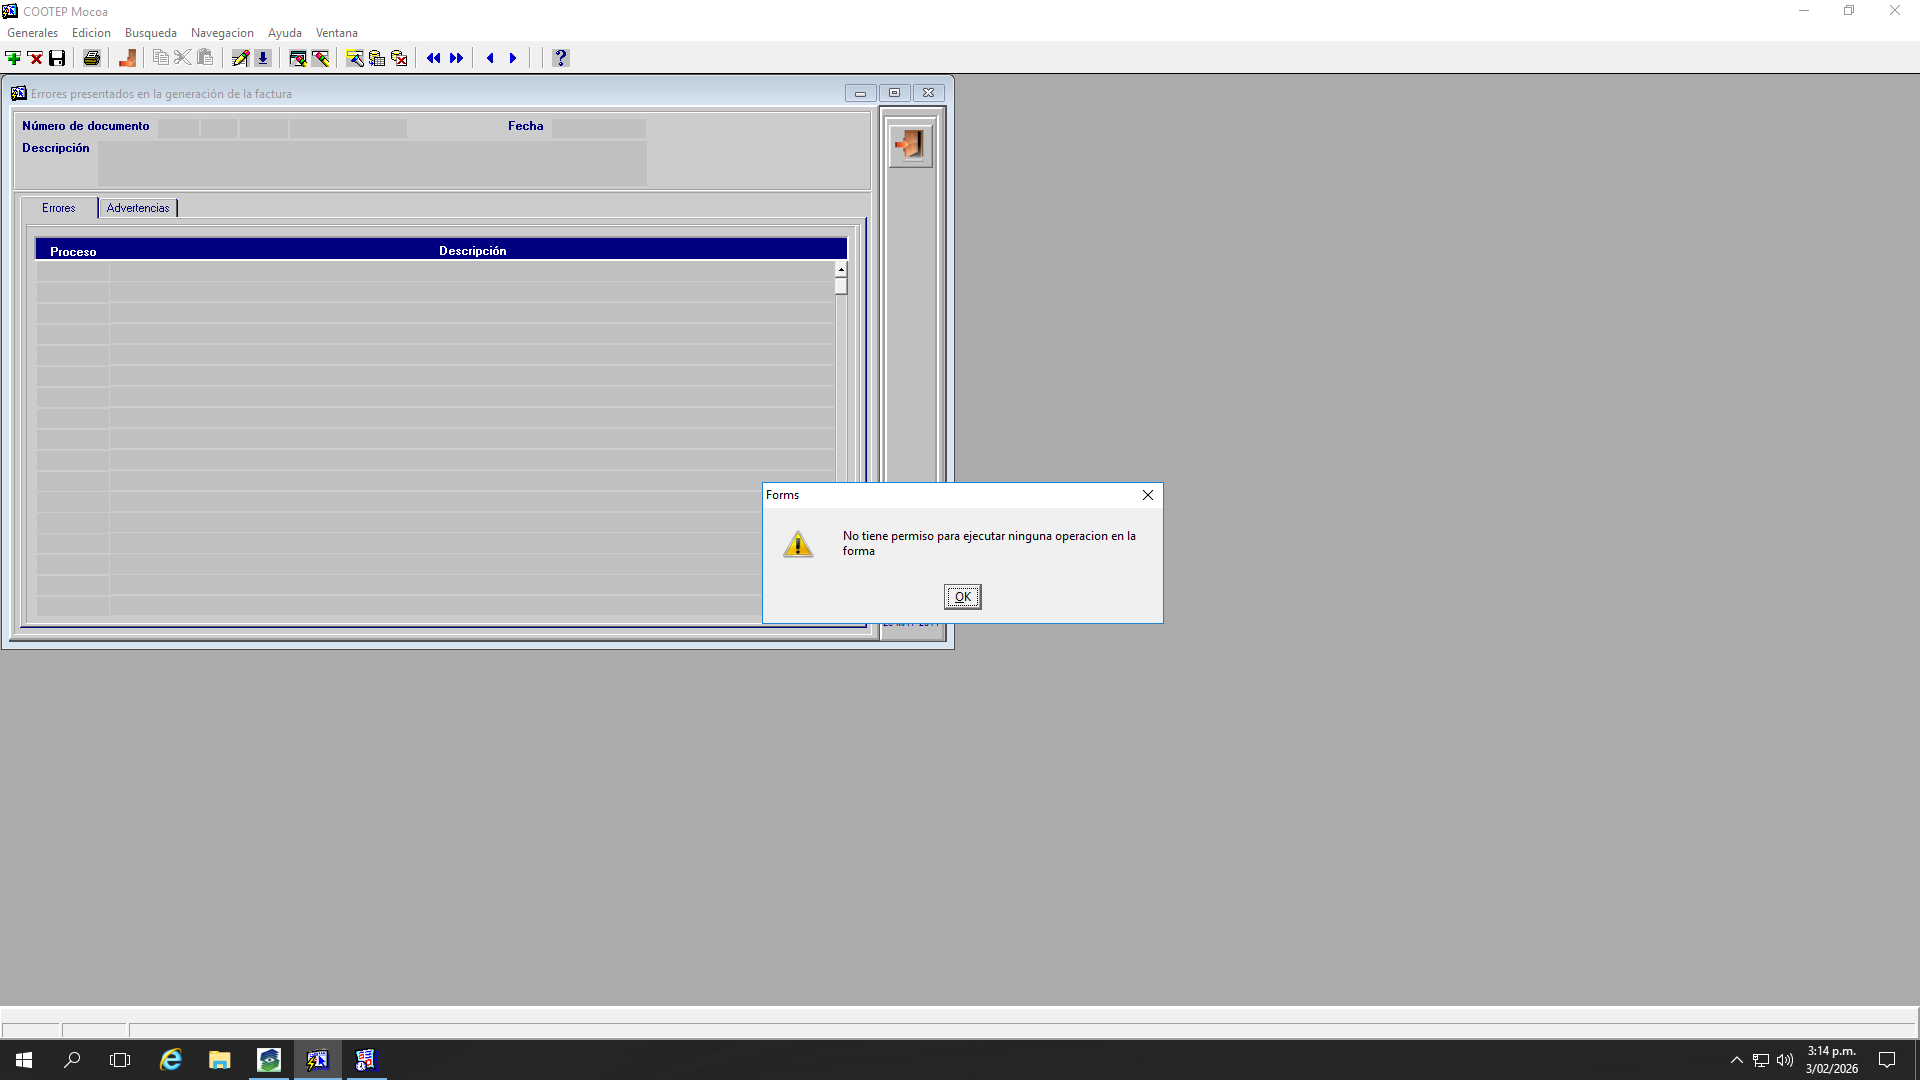 COOTEP Mocoa
Generales Edicion Busqueda Navegacion Ayuda Ventana
Errores presentados en la generación de la factura
Número de documento Fecha
Descripción
Errores Advertencias
Proceso Descripción
Forms
No tiene permiso para ejecutar ninguna operacion en la
forma
OK
3:14 p.m.
3/02/2026